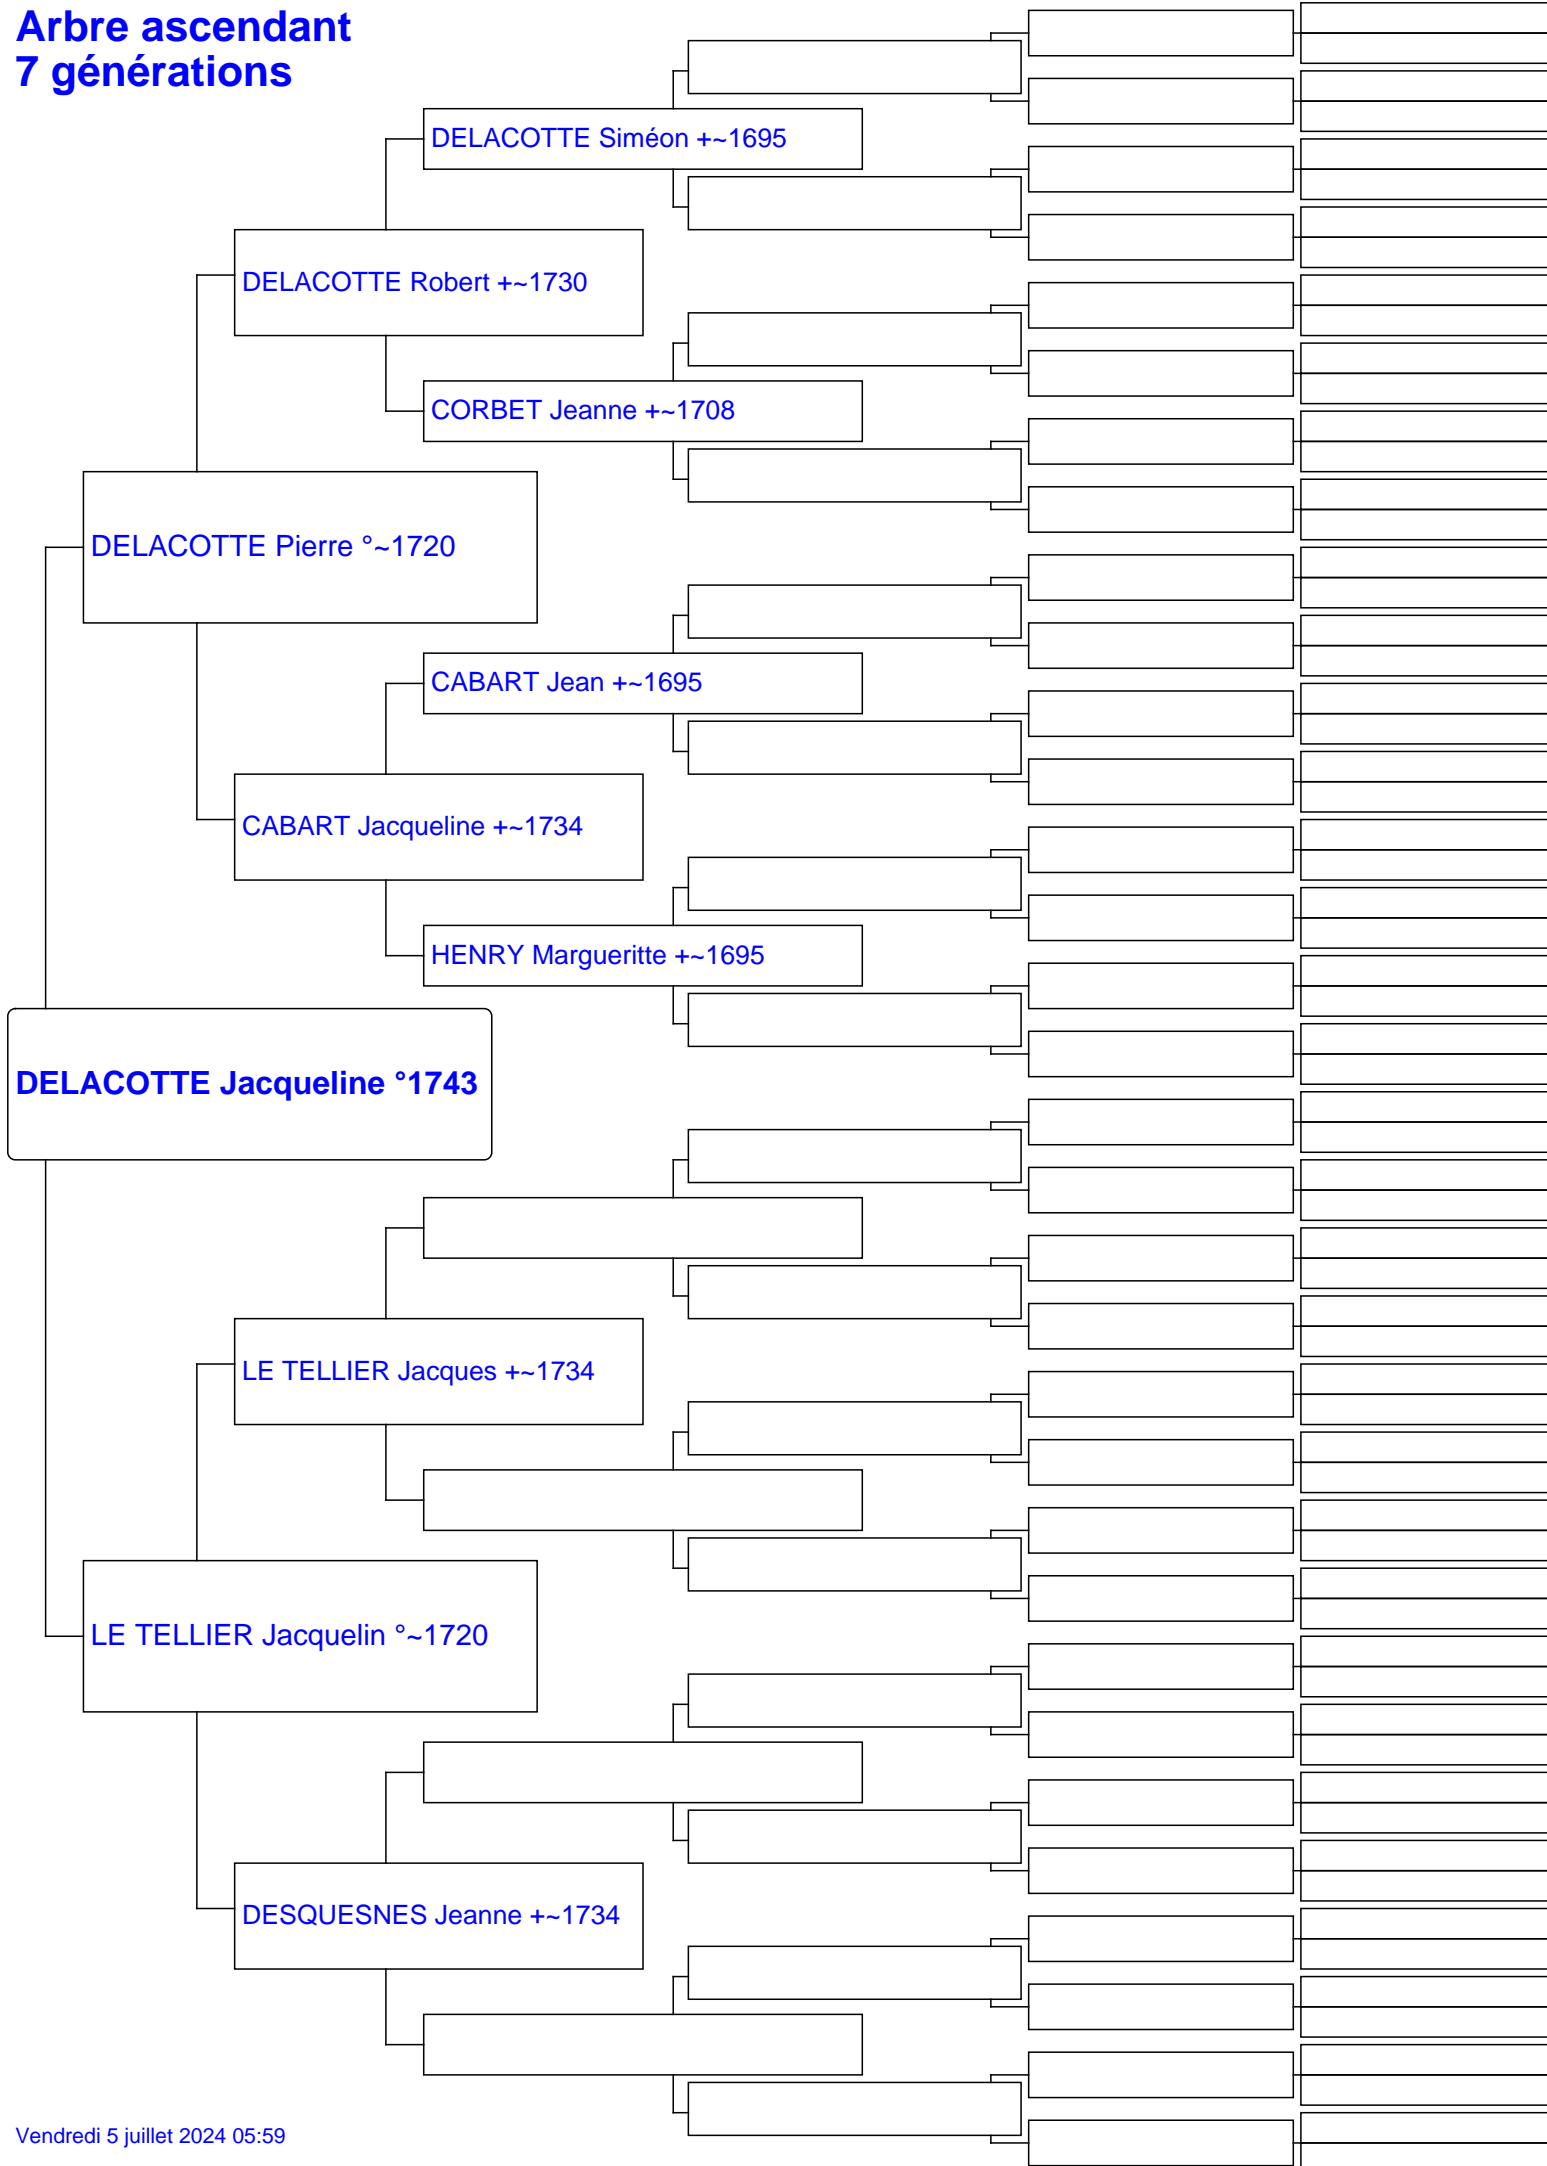 Arbre ascendant
7 générations
DELACOTTE Siméon +~1695
DELACOTTE Robert +~1730
CORBET Jeanne +~1708
DELACOTTE Pierre °~1720
CABART Jean +~1695
CABART Jacqueline +~1734
HENRY Margueritte +~1695
DELACOTTE Jacqueline °1743
LE TELLIER Jacques +~1734
LE TELLIER Jacquelin °~1720
DESQUESNES Jeanne +~1734
Vendredi 5 juillet 2024 05:59